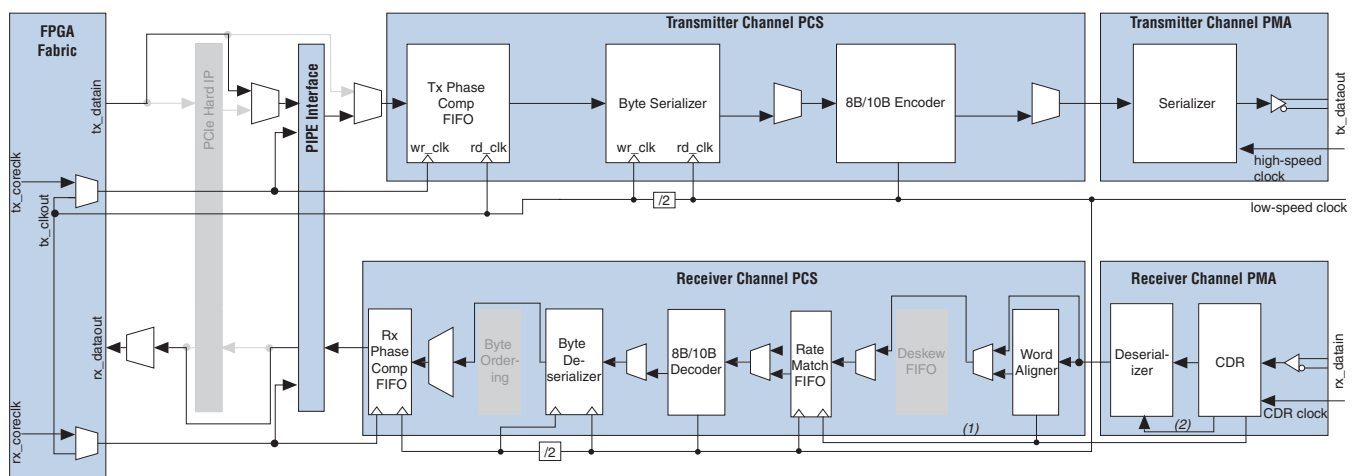 FPGA
Fabric
Transmitter Channel PCS
Transmitter Channel PMA
tx_datain
PCIe Hard IP
PIPE Interface
Tx Phase
Comp
FIFO
wr_clk
rd_clk
Byte Serializer
wr_clk
rd_clk
8B/10B Encoder
Serializer
tx_dataout
high-speed
clock
tx_coreclk
tx_clkout
/2
low-speed clock
Receiver Channel PCS
Receiver Channel PMA
rx_dataout
Rx
Phase
Comp
FIFO
Byte
Order-
ing
Byte
De-
serializer
8B/10B
Decoder
Rate
Match
FIFO
Deskew
FIFO
Word
Aligner
Deserial-
izer
CDR
rx_datain
CDR clock
rx_coreclk
/2
(1)
(2)